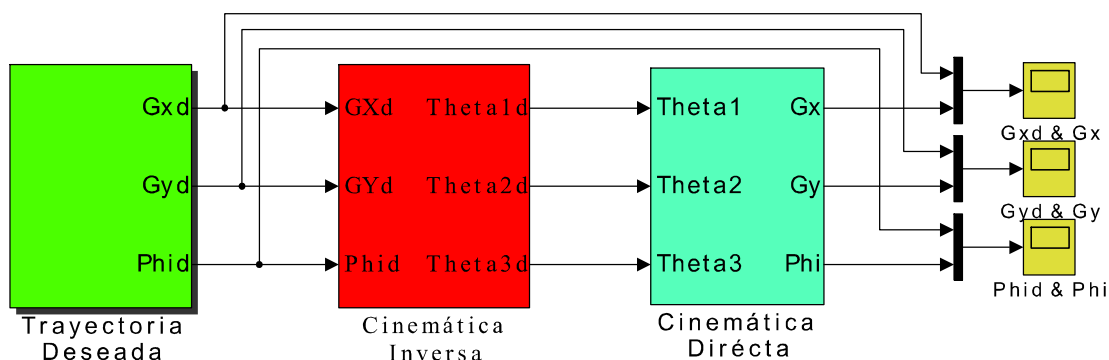 Gxd
Gyd
Phid
Trayectoria
Deseada
GXd
GYd
Phid
Theta1d
Theta2d
Theta3d
Cinemática
Inversa
Theta1
Theta2
Theta3
Gx
Gy
Phi
Cinemática
Dirécta
Gxd & Gx
Gyd & Gy
Phid & Phi